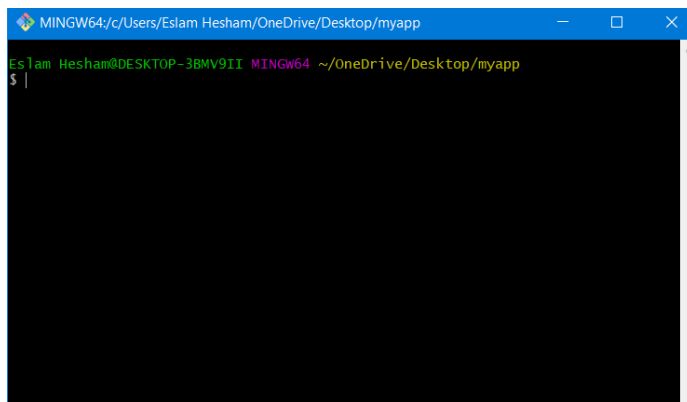 MINGW64:/c/Users/Eslam Hesham/OneDrive/Desktop/myapp
Eslam Hesham@DESKTOP-3BMV9II MINGW64 ~/OneDrive/Desktop/myapp
$